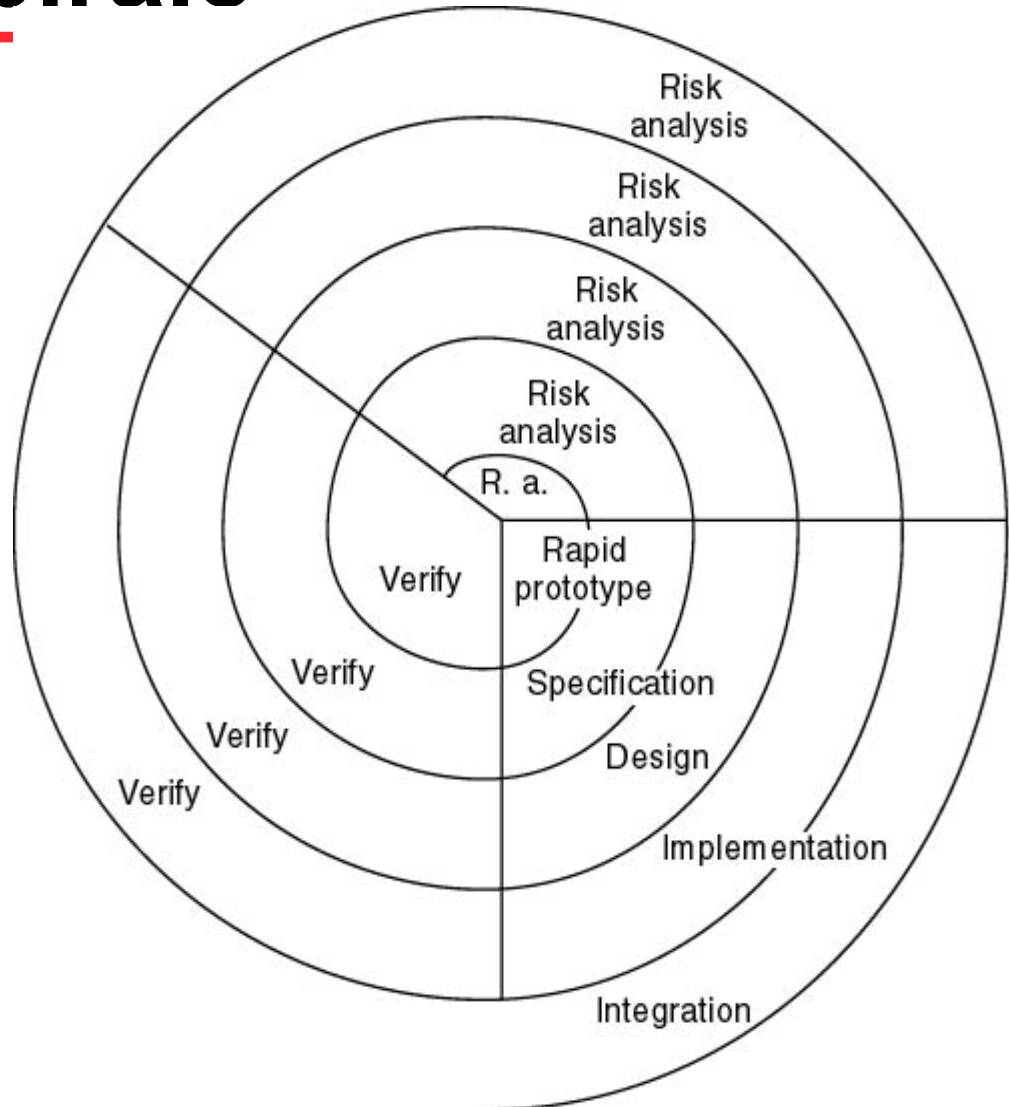 Risk
analysis
Risk
analysis
Risk
analysis
Risk
analysis
R. a.
Rapid
prototype
Verify
Verify
Specification
Verify
Design
Verify
Implementation
Integration